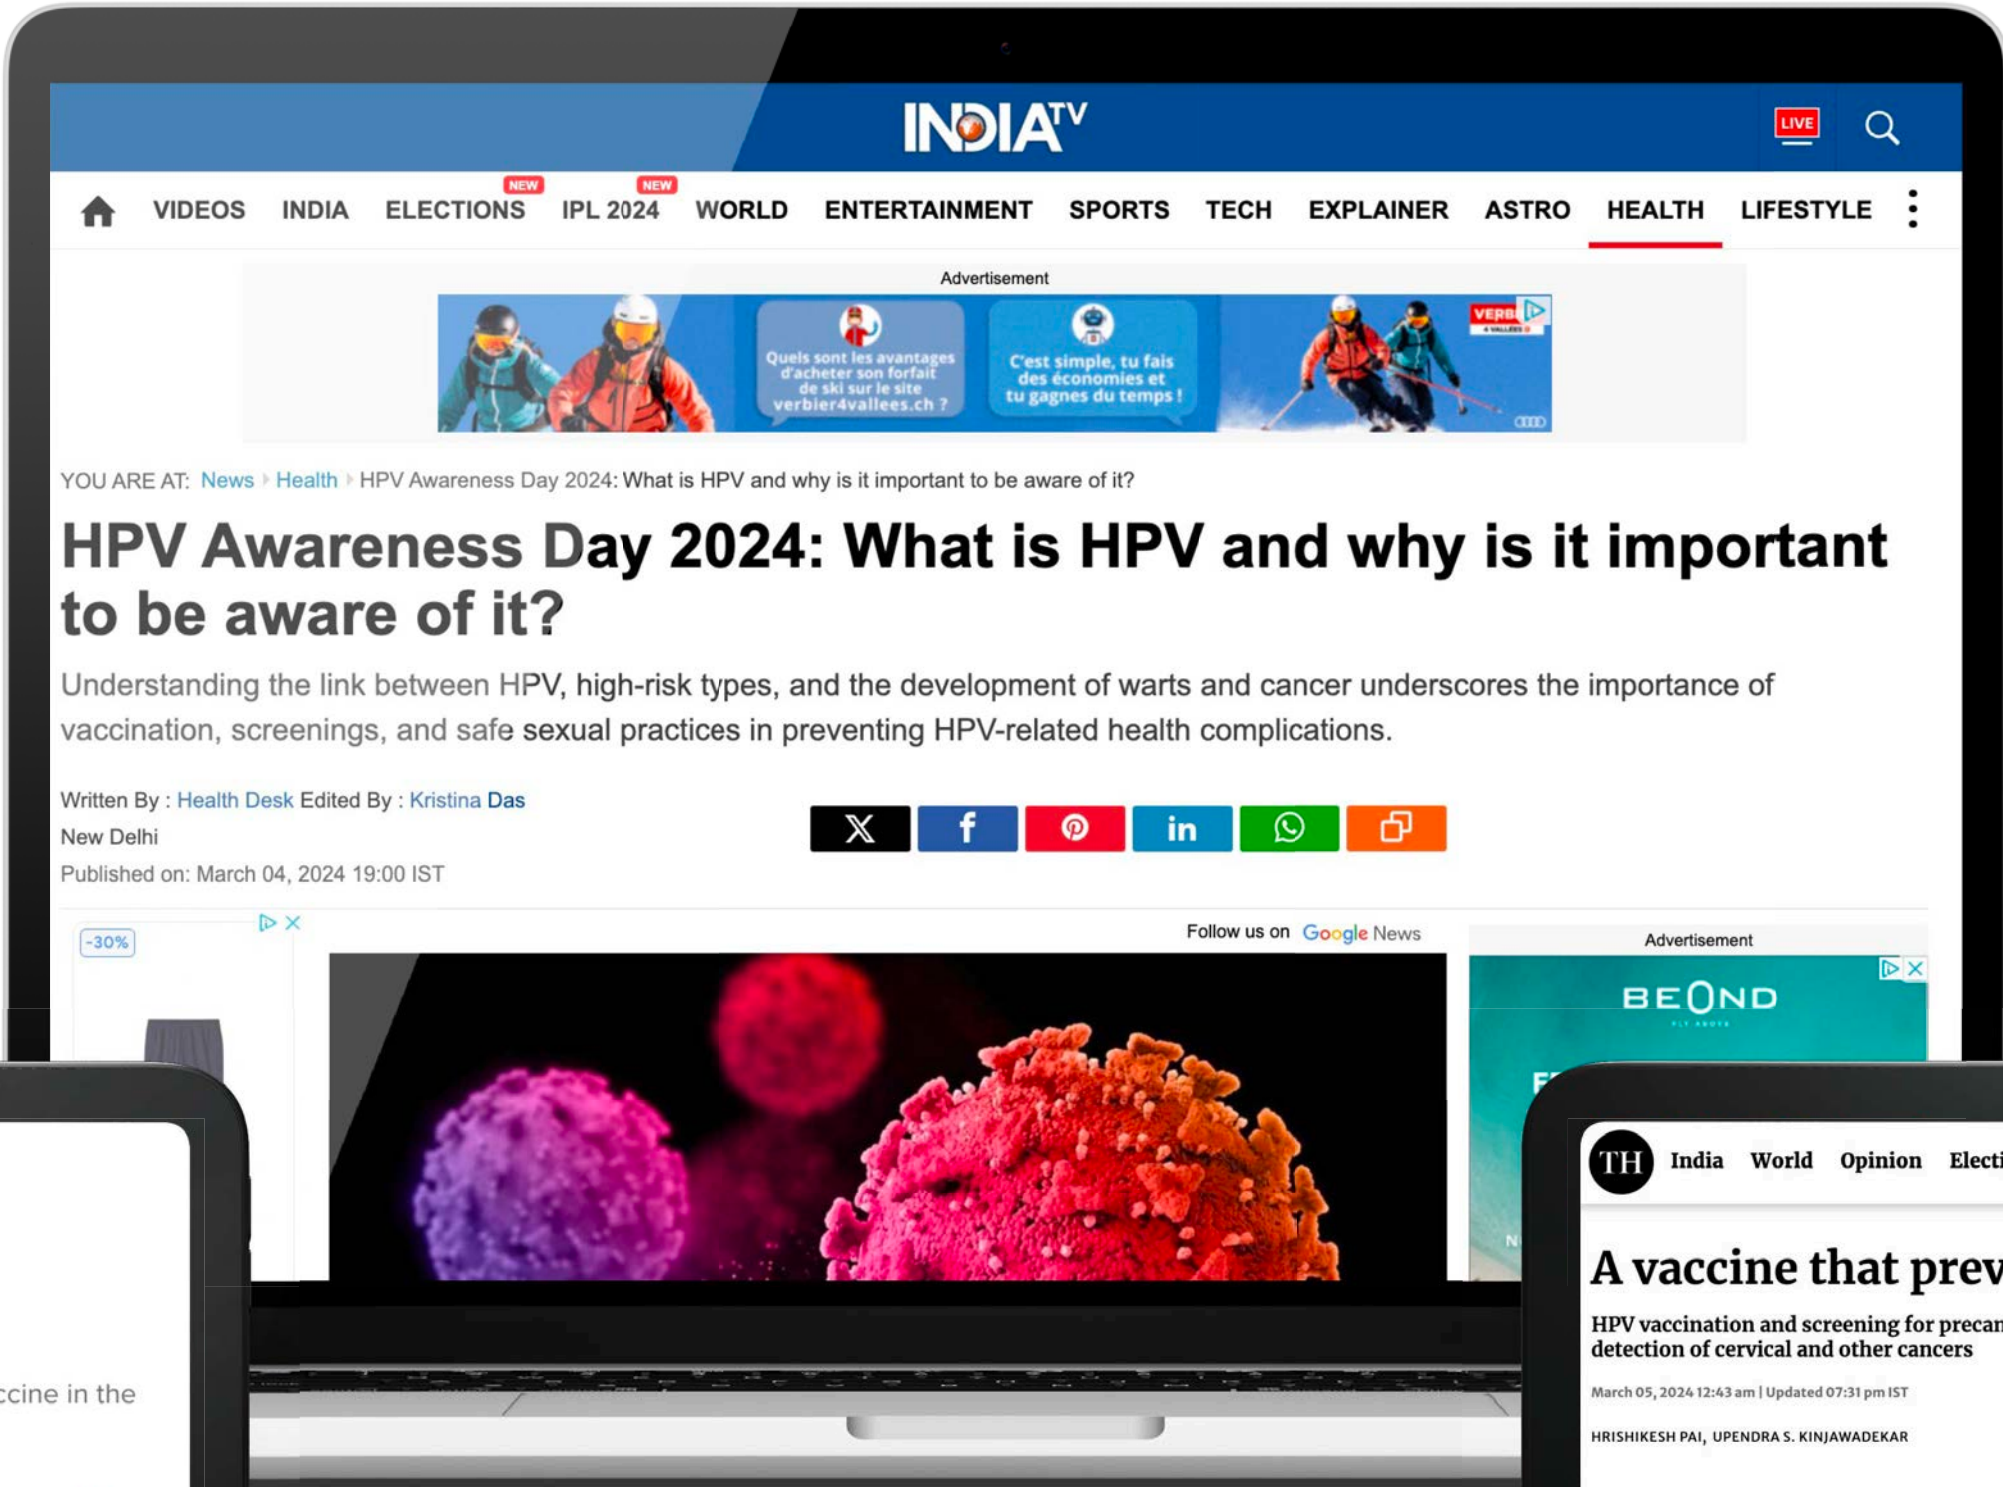 INDIATV
LIVE
NEW
NEW
VIDEOS INDIA ELECTIONS IPL 2024 WORLD ENTERTAINMENT SPORTS TECH EXPLAINER ASTRO HEALTH LIFESTYLE
Advertisement
Quels sont les avantages
d'acheter son forfait
de ski sur le site
verbier4vallees.ch ?
C'est simple, tu fais
des économies et
tu gagnes du temps !
4 VALLÉES
YOU ARE AT: News Health HPV Awareness Day 2024: What is HPV and why is it important to be aware of it?
HPV Awareness Day 2024: What is HPV and why is it important
to be aware of it?
Understanding the link between HPV, high-risk types, and the development of warts and cancer underscores the importance of
vaccination, screenings, and safe sexual practices in preventing HPV-related health complications.
Written By : Health Desk Edited By : Kristina Das
New Delhi
Published on: March 04, 2024 19:00 IST
-30%
Follow us on Google News
Advertisement
BEOND
FLY ABOVE
TH India World Opinion Electi
A vaccine that prev
HPV vaccination and screening for precan
detection of cervical and other cancers
March 05, 2024 12:43 am | Updated 07:31 pm IST
HRISHIKESH PAI, UPENDRA S. KINJAWADEKAR
ccine in the